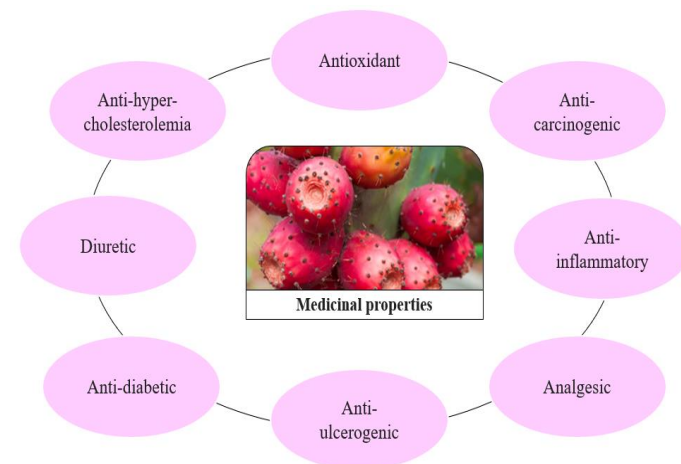 Antioxidant
Anti-
carcinogenic
Anti-
inflammatory
Analgesic
Anti-
ulcerogenic
Anti-diabetic
Diuretic
Anti-hyper-
cholesterolemia
Medicinal properties